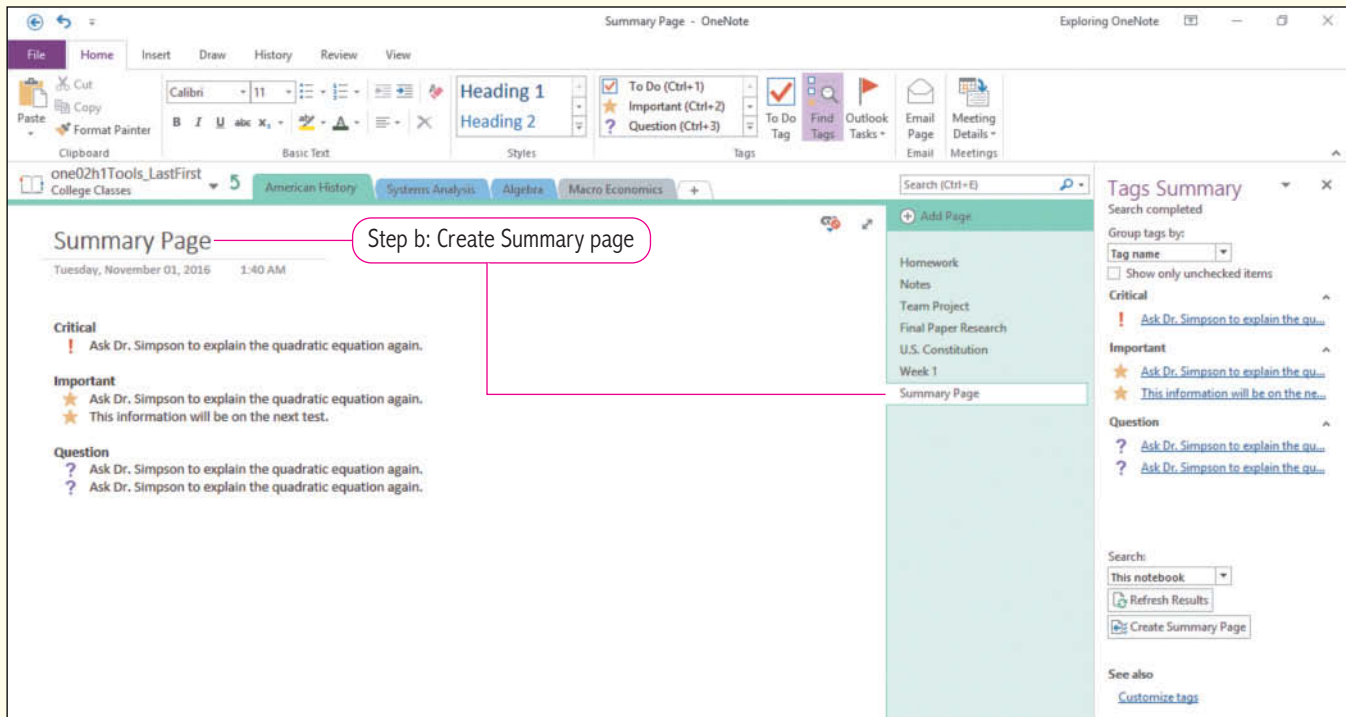 Summary Page - OneNote
Exploring OneNote
File Home Insert Draw History Review View
Paste
Cut
Copy
Format Painter
Clipboard
Calibri 11
B I U abc x, A
Basic Text
Heading 1
Heading 2
Styles
To Do (Ctrl+1)
Important (Ctrl+2)
Question (Ctrl+3)
To Do Tag
Find Tags
Outlook Tasks
Tags
Email Page
Email
Meeting Details
Meetings
one02h1Tools_LastFirst
College Classes
American History Systems Analysis Algebra Macro Economics +
Search (Ctrl+E)
Summary Page
Tuesday, November 01, 2016 1:40 AM
Step b: Create Summary page
Critical
! Ask Dr. Simpson to explain the quadratic equation again.
Important
Ask Dr. Simpson to explain the quadratic equation again.
This information will be on the next test.
Question
? Ask Dr. Simpson to explain the quadratic equation again.
? Ask Dr. Simpson to explain the quadratic equation again.
Add Page
Homework
Notes
Team Project
Final Paper Research
U.S. Constitution
Week 1
Summary Page
Tags Summary
Search completed
Group tags by:
Tag name
Show only unchecked items
Critical
! Ask Dr. Simpson to explain the qu...
Important
Ask Dr. Simpson to explain the qu...
This information will be on the ne...
Question
? Ask Dr. Simpson to explain the qu...
? Ask Dr. Simpson to explain the qu...
Search:
This notebook
Refresh Results
Create Summary Page
See also
Customize tags